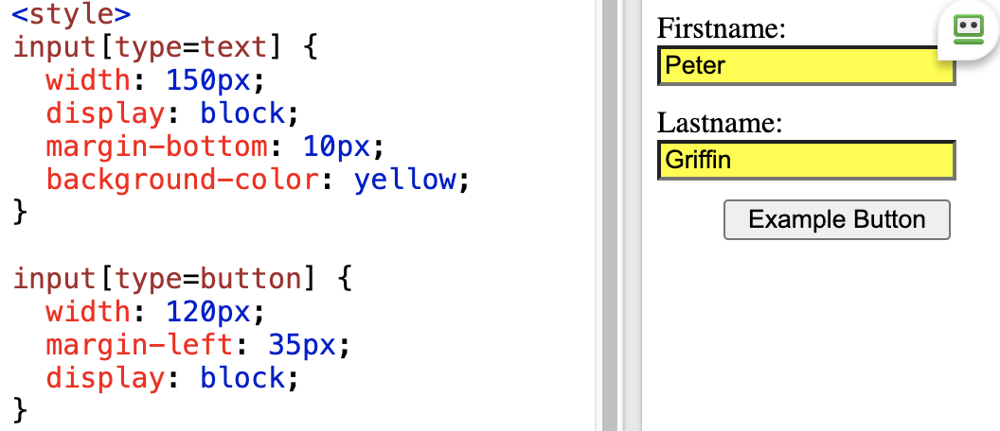 <style>
input[type=text] {
  width: 150px;
  display: block;
  margin-bottom: 10px;
  background-color: yellow;
}

input[type=button] {
  width: 120px;
  margin-left: 35px;
  display: block;
}
Firstname:
Peter
Lastname:
Griffin
Example Button